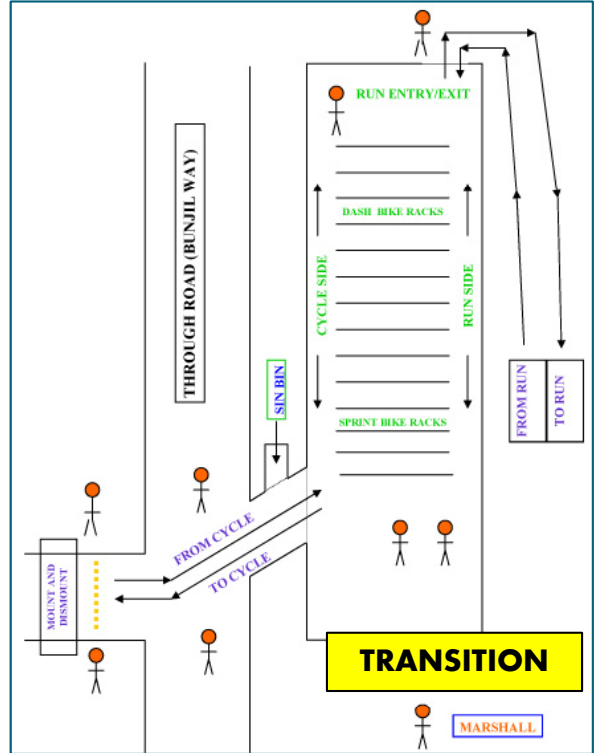 RUN ENTRY/EXIT
THROUGH ROAD (BUNJIL WAY)
DASH BIKE RACKS
CYCLE SIDE
RUN SIDE
SIN BIN
FROM RUN
TO RUN
SPRINT BIKE RACKS
FROM CYCLE
TO CYCLE
MOUNT AND
DISMOUNT
TRANSITION
MARSHALL